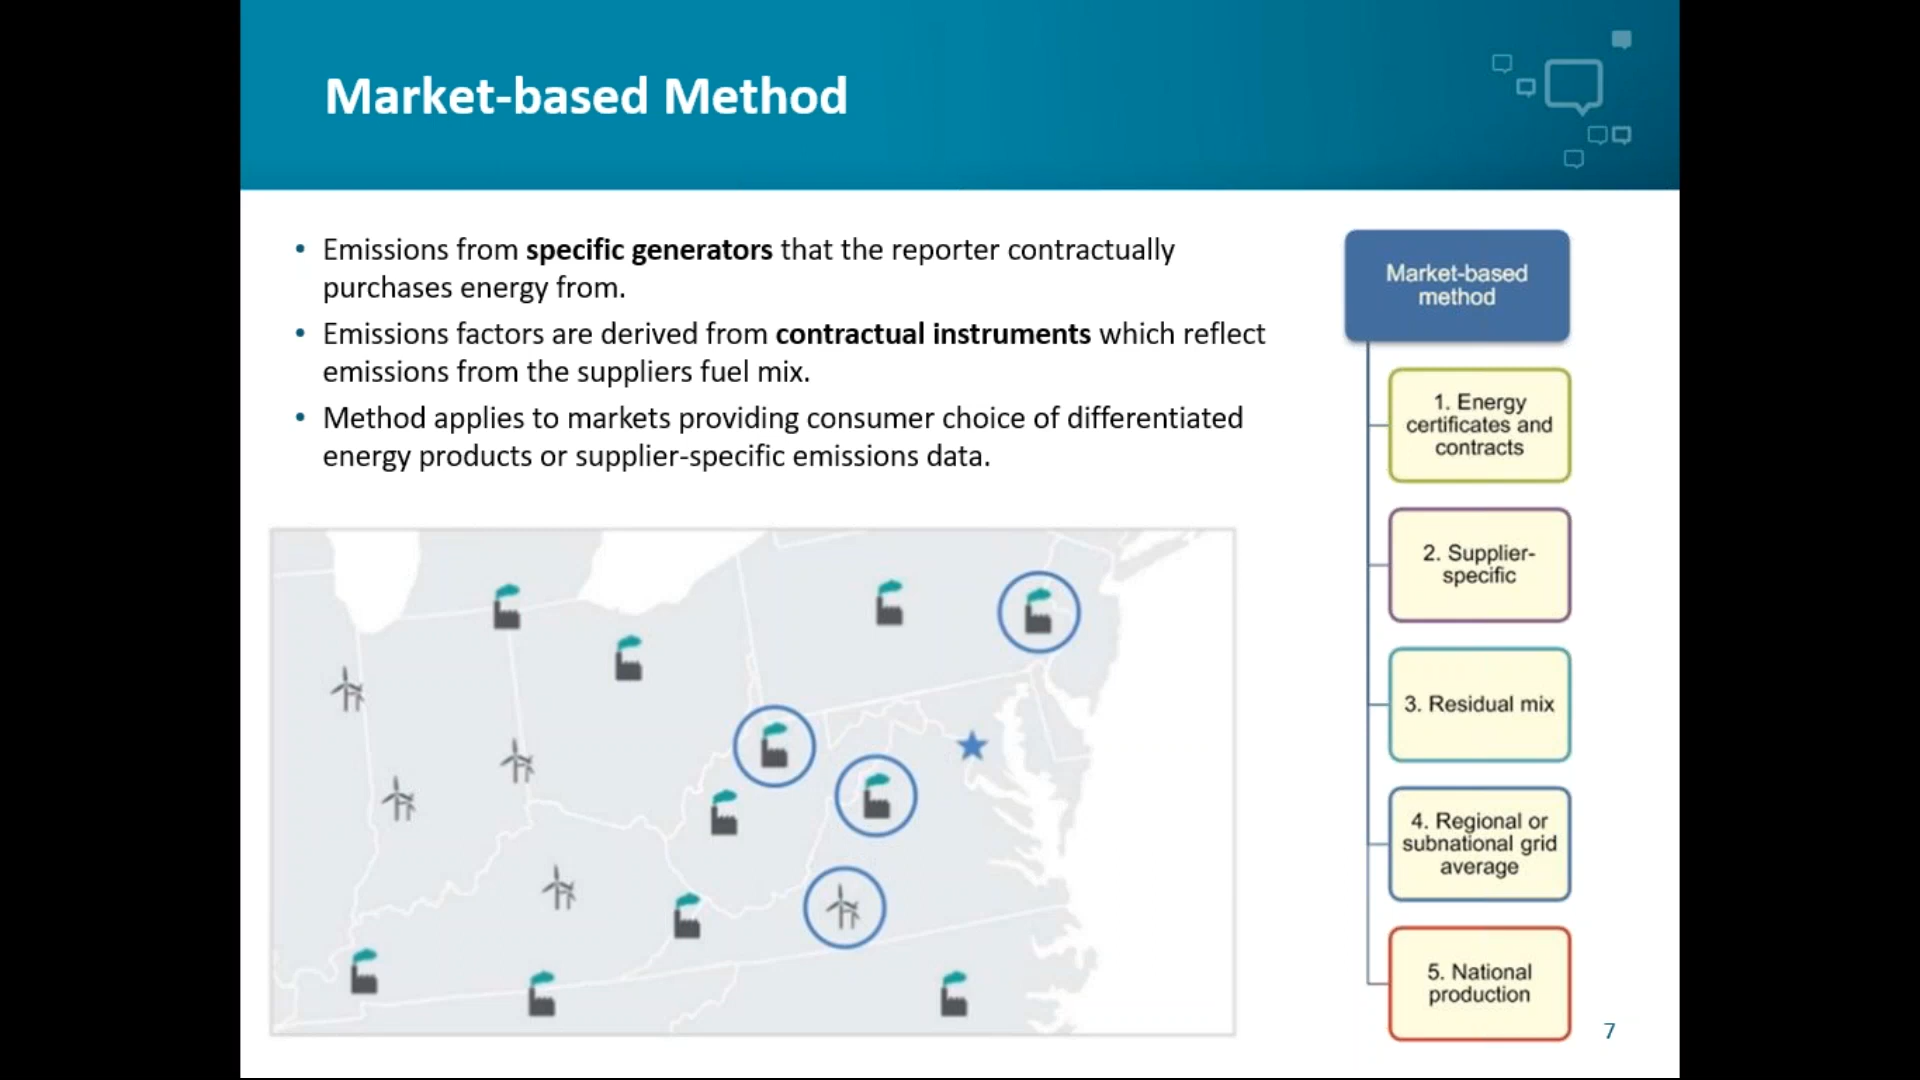 Market-based Method
• Emissions from specific generators that the reporter contractually
purchases energy from.
• Emissions factors are derived from contractual instruments which reflect
emissions from the suppliers fuel mix.
• Method applies to markets providing consumer choice of differentiated
energy products or supplier-specific emissions data.
Market-based
method
1. Energy
certificates and
contracts
2. Supplier-
specific
3. Residual mix
4. Regional or
subnational grid
average
5. National
production
7